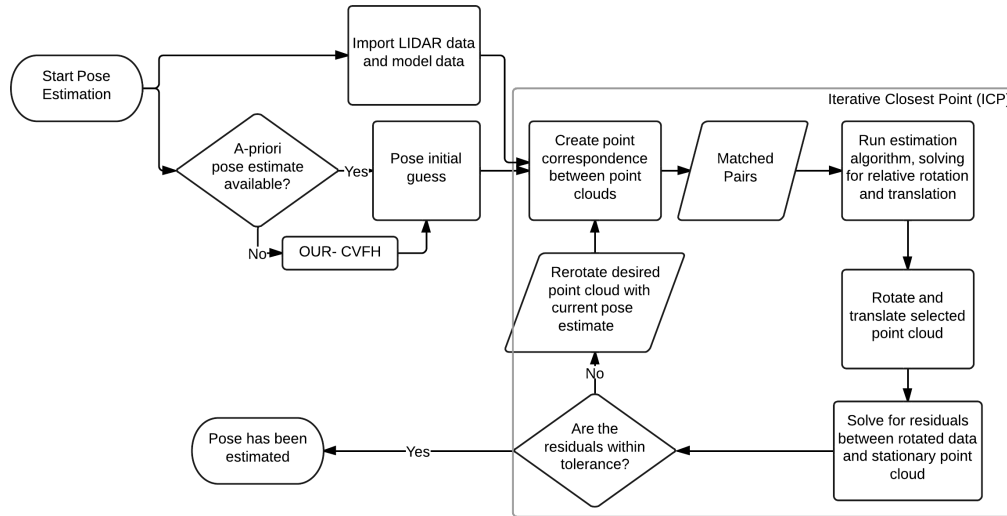 Start Pose
Estimation
Import LIDAR data
and model data
A-priori
pose estimate
available?
Yes
No
OUR- CVFH
Pose initial
guess
Iterative Closest Point (ICP)
Create point
correspondence
between point
clouds
Matched
Pairs
Run estimation
algorithm, solving
for relative rotation
and translation
Rotate and
translate selected
point cloud
Solve for residuals
between rotated data
and stationary point
cloud
Are the
residuals within
tolerance?
No
Rerotate desired
point cloud with
current pose
estimate
Yes
Pose has been
estimated